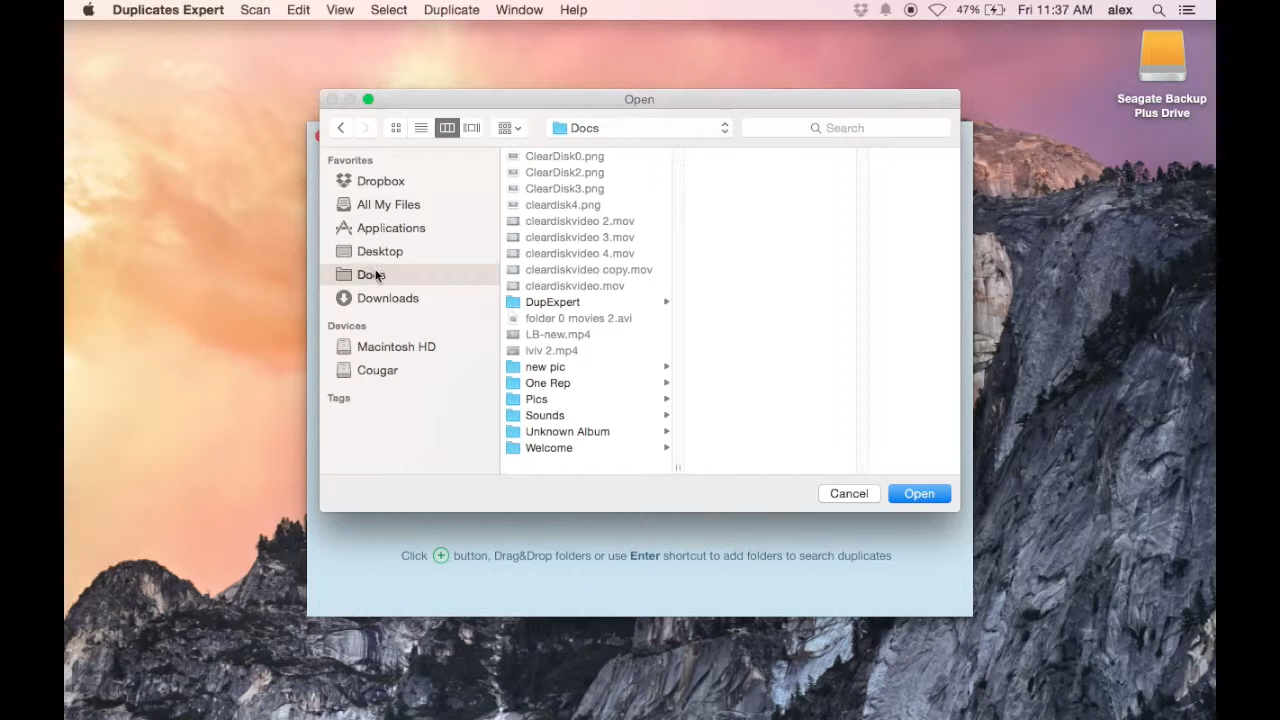 Duplicates Expert Scan Edit View Select Duplicate Window Help 47% Fri 11:37 AM alex
Seagate Backup
Plus Drive
Open
Docs
Search
Favorites
Dropbox
All My Files
Applications
Desktop
Docs
Downloads
Devices
Macintosh HD
Cougar
Tags
ClearDisk0.png
ClearDisk2.png
ClearDisk3.png
cleardisk4.png
cleardiskvideo 2.mov
cleardiskvideo 3.mov
cleardiskvideo 4.mov
cleardiskvideo copy.mov
cleardiskvideo.mov
DupExpert
folder 0 movies 2.avi
LB-new.mp4
lviv 2.mp4
new pic
One Rep
Pics
Sounds
Unknown Album
Welcome
Cancel
Open
Click + button, Drag&Drop folders or use Enter shortcut to add folders to search duplicates.